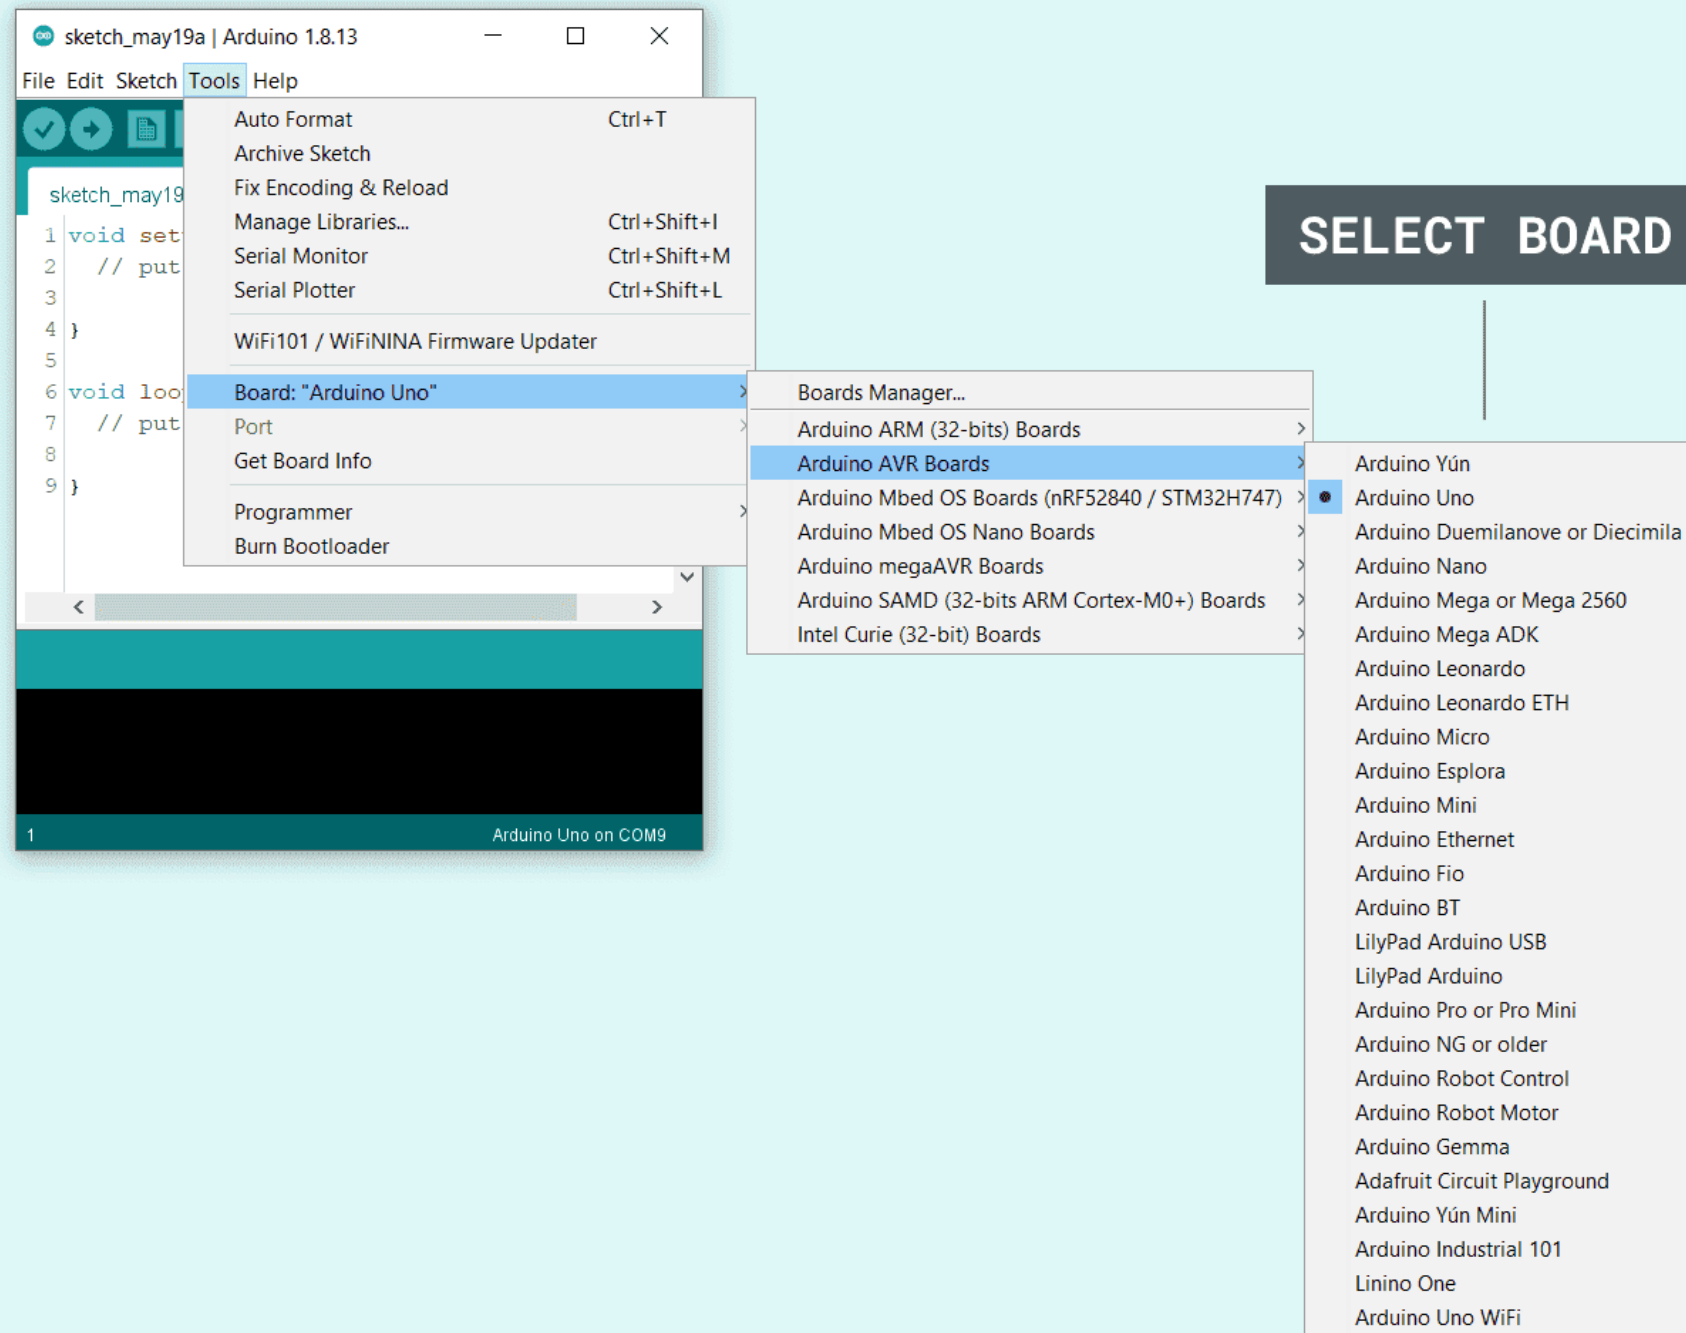 sketch_may19a | Arduino 1.8.13
File Edit Sketch Tools Help
sketch_may19
1 void set
2 // put
3
4 }
5
6 void loo
7 // put
8
9 }
Auto Format Ctrl+T
Archive Sketch
Fix Encoding & Reload
Manage Libraries... Ctrl+Shift+I
Serial Monitor Ctrl+Shift+M
Serial Plotter Ctrl+Shift+L
WiFi101 / WiFiNINA Firmware Updater
Board: "Arduino Uno"
Port
Get Board Info
Programmer
Burn Bootloader
1 Arduino Uno on COM9
Boards Manager...
Arduino ARM (32-bits) Boards
Arduino AVR Boards
Arduino Mbed OS Boards (nRF52840 / STM32H747)
Arduino Mbed OS Nano Boards
Arduino megaAVR Boards
Arduino SAMD (32-bits ARM Cortex-M0+) Boards
Intel Curie (32-bit) Boards
SELECT BOARD
Arduino Yún
Arduino Uno
Arduino Duemilanove or Diecimila
Arduino Nano
Arduino Mega or Mega 2560
Arduino Mega ADK
Arduino Leonardo
Arduino Leonardo ETH
Arduino Micro
Arduino Esplora
Arduino Mini
Arduino Ethernet
Arduino Fio
Arduino BT
LilyPad Arduino USB
LilyPad Arduino
Arduino Pro or Pro Mini
Arduino NG or older
Arduino Robot Control
Arduino Robot Motor
Arduino Gemma
Adafruit Circuit Playground
Arduino Yún Mini
Arduino Industrial 101
Linino One
Arduino Uno WiFi